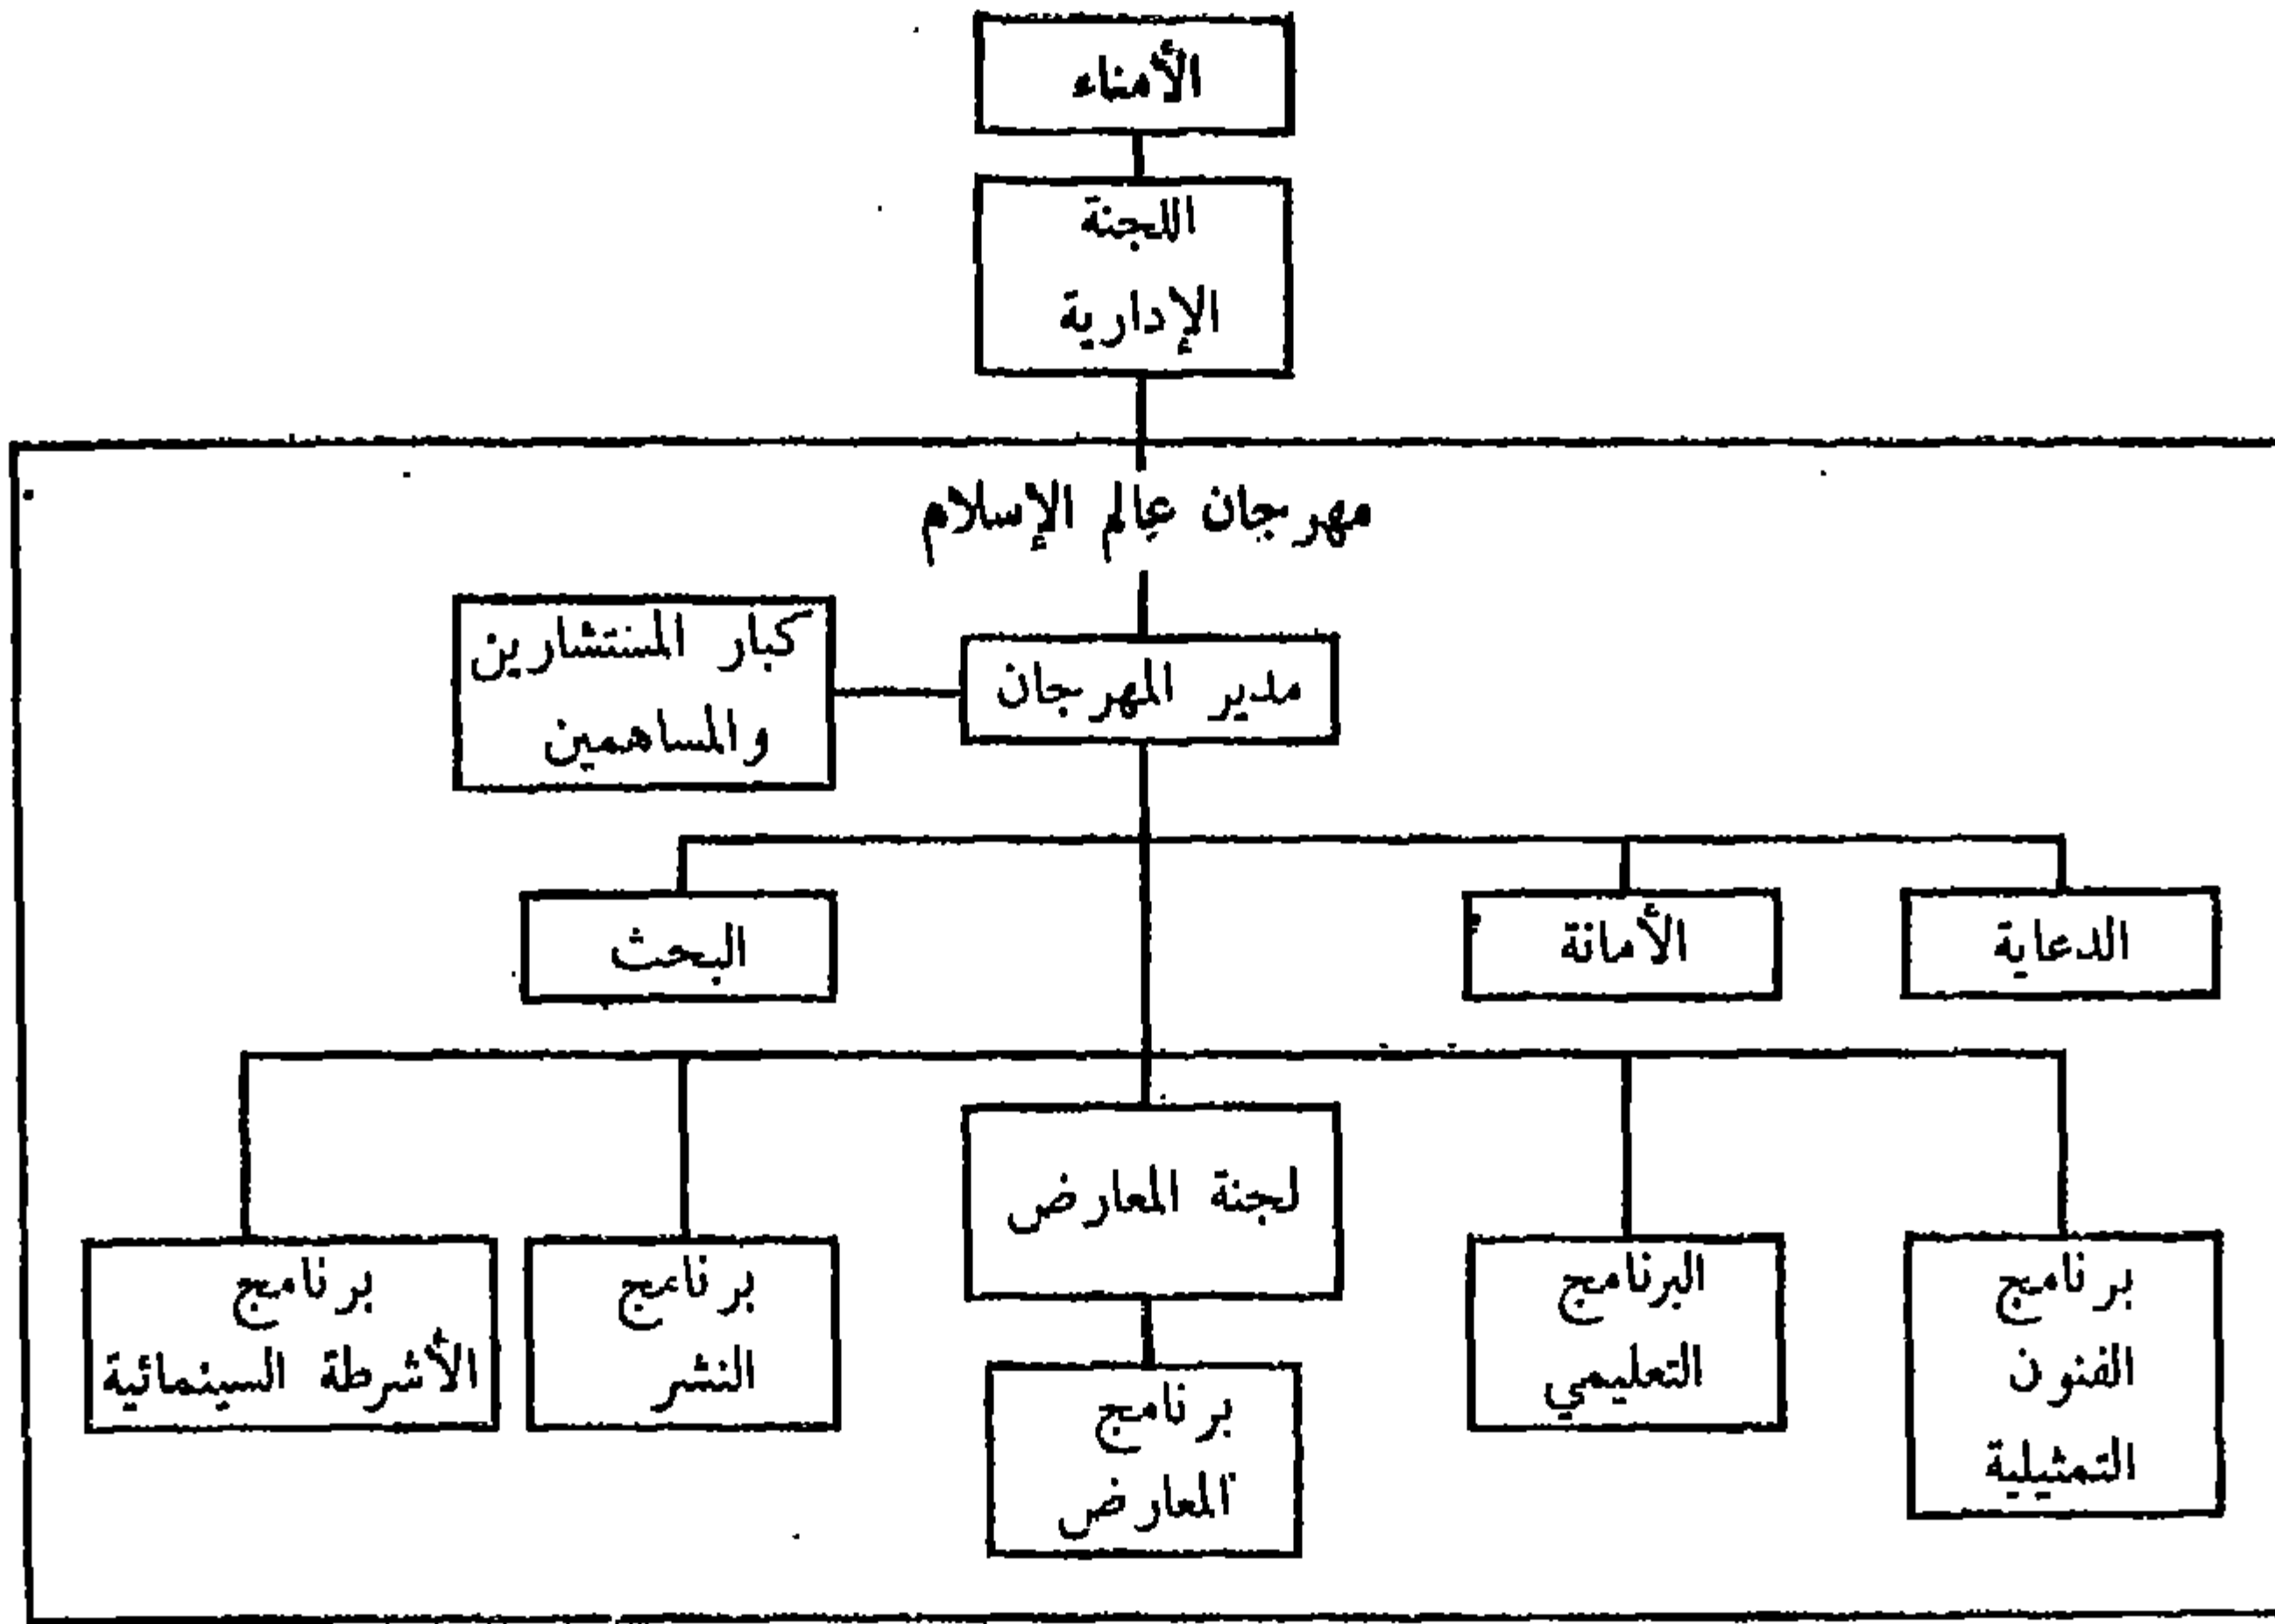 الأمناء
اللجنة
الإدارية
مهرجان عالم الإسلام
مدير المهرجان
كبار المستشارين
والمساهمين
الدعاية
الأمانة
البحث
لجنة المعارض
برنامج
الفنون
التمثيلية
البرنامج
التعليمي
برنامج
المعارض
برنامج
النشر
برنامج
الأشرطة السينمائية